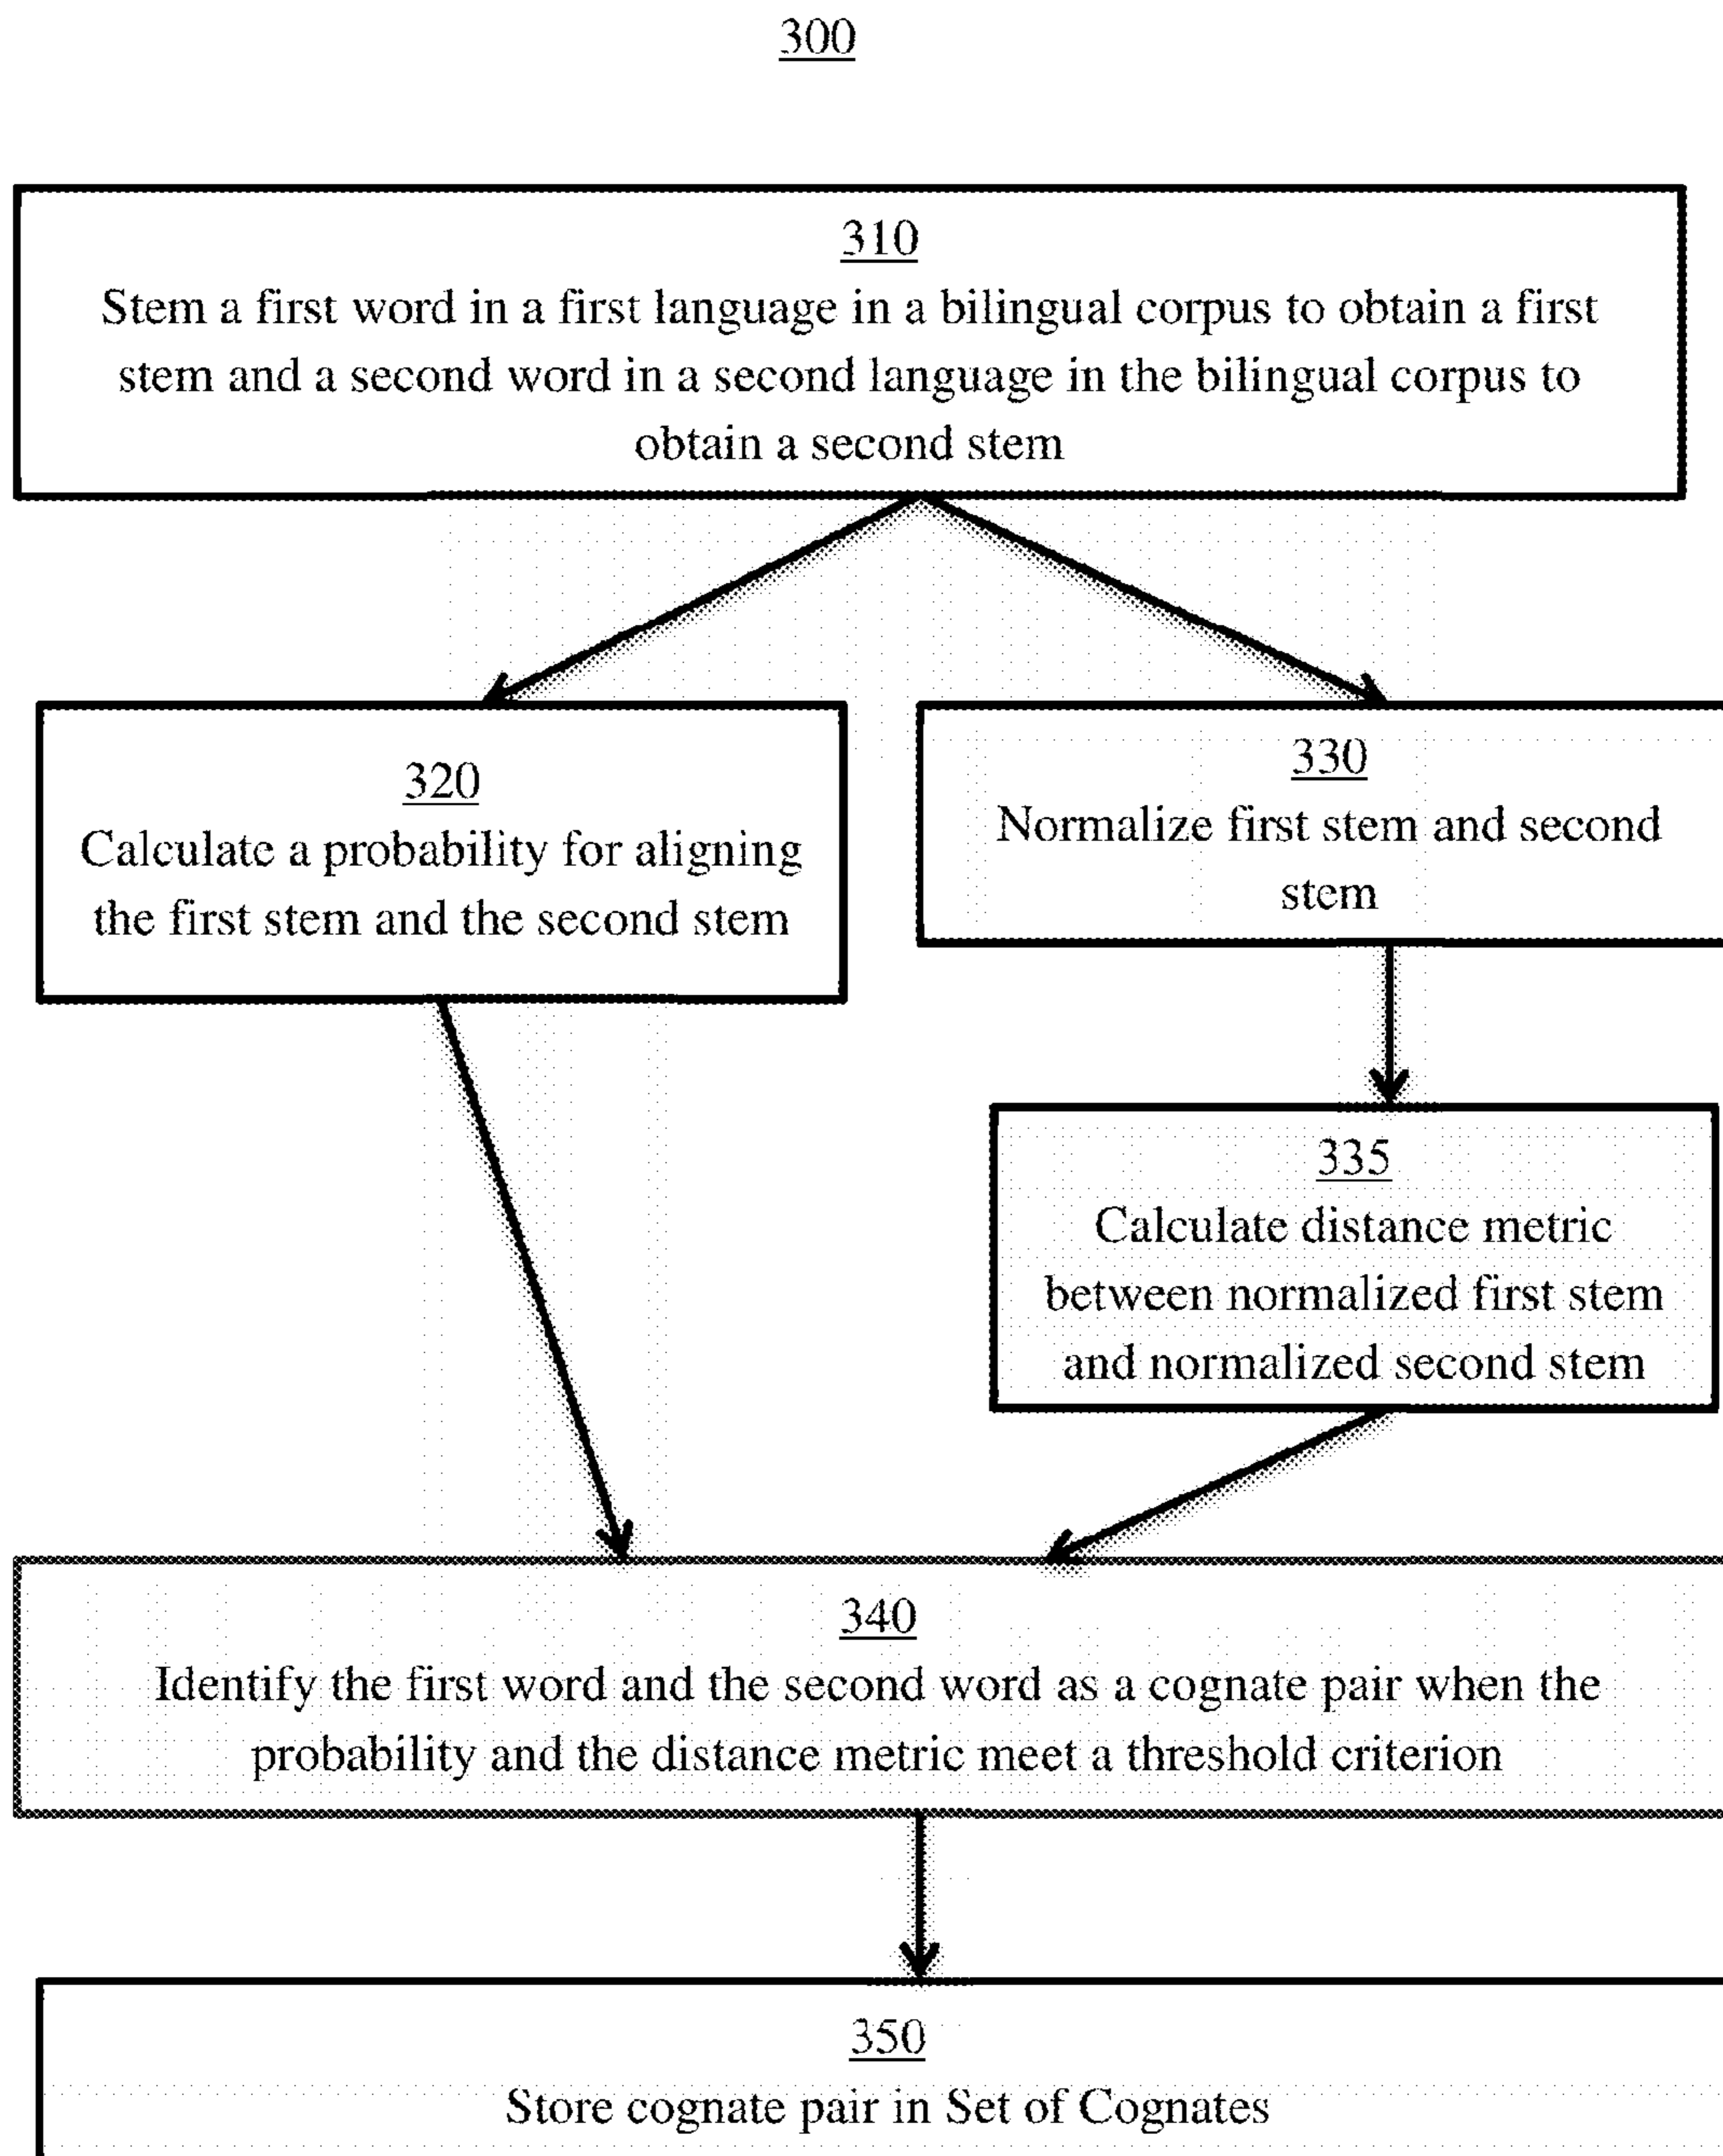 300
310
Stem a first word in a first language in a bilingual corpus to obtain a first
stem and a second word in a second language in the bilingual corpus to
obtain a second stem
320
Calculate a probability for aligning
the first stem and the second stem
330
Normalize first stem and second
stem
335
Calculate distance metric
between normalized first stem
and normalized second stem
340
Identify the first word and the second word as a cognate pair when the
probability and the distance metric meet a threshold criterion
350
Store cognate pair in Set of Cognates